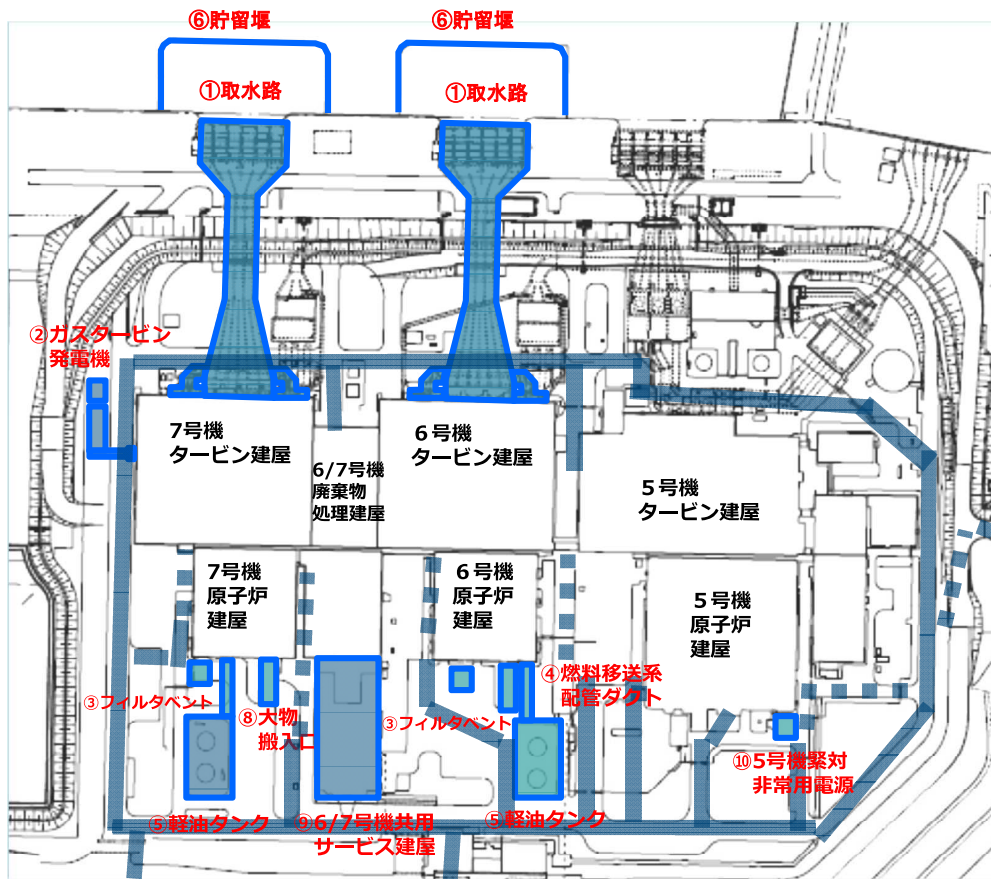 ⑥貯留堰
⑥貯留堰
①取水路
①取水路
②ガスタービン
発電機
7号機
タービン建屋
６号機
タービン建屋
6/7号機
廃棄物
処理建屋
５号機
タービン建屋
7号機
原子炉
建屋
６号機
原子炉
建屋
５号機
原子炉
建屋
④燃料移送系
配管ダクト
③フィルタベント
⑧大物
搬入口
③フィルタベント
⑩5号機緊対
非常用電源
⑤軽油タンク
⑨6/7号機共用
サービス建屋
⑤軽油タンク